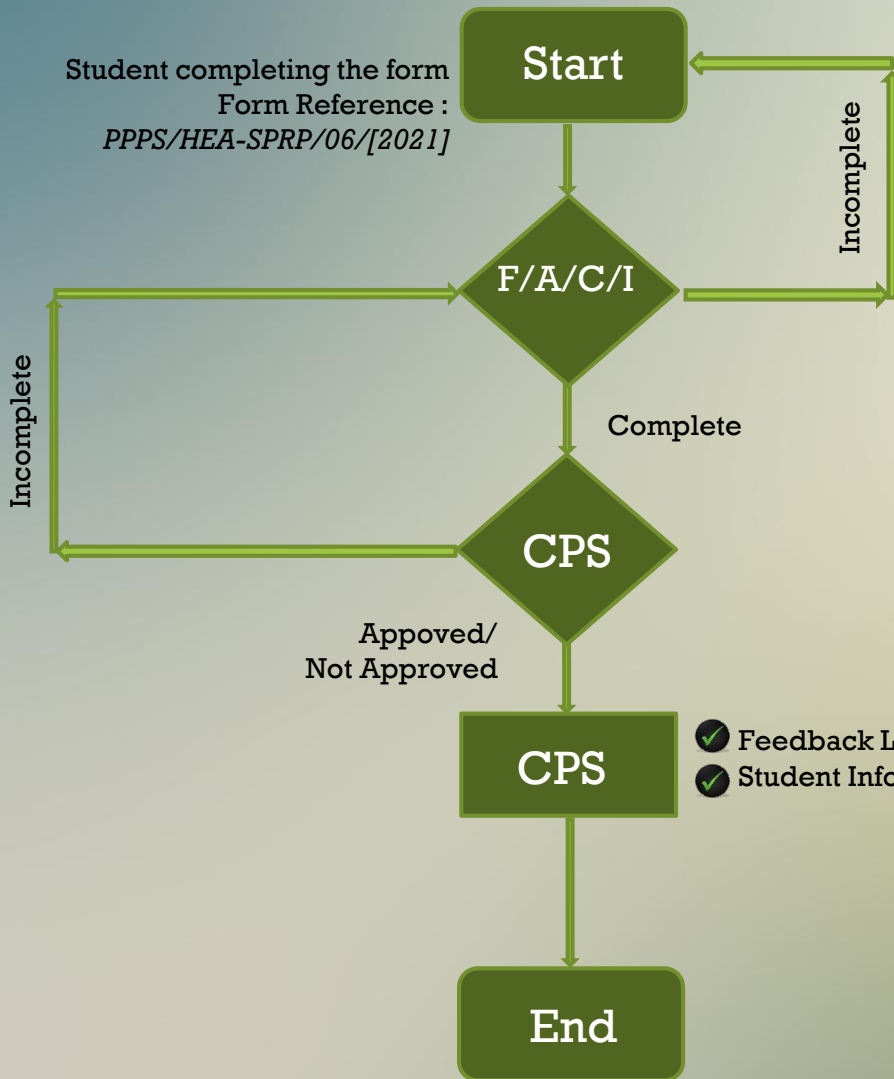 Start
Student completing the form
Form Reference :
PPPS/HEA-SPRP/06/[2021]
Incomplete
F/A/C/I
Incomplete
Complete
CPS
Appoved/
Not Approved
CPS
Feedback
Student
End